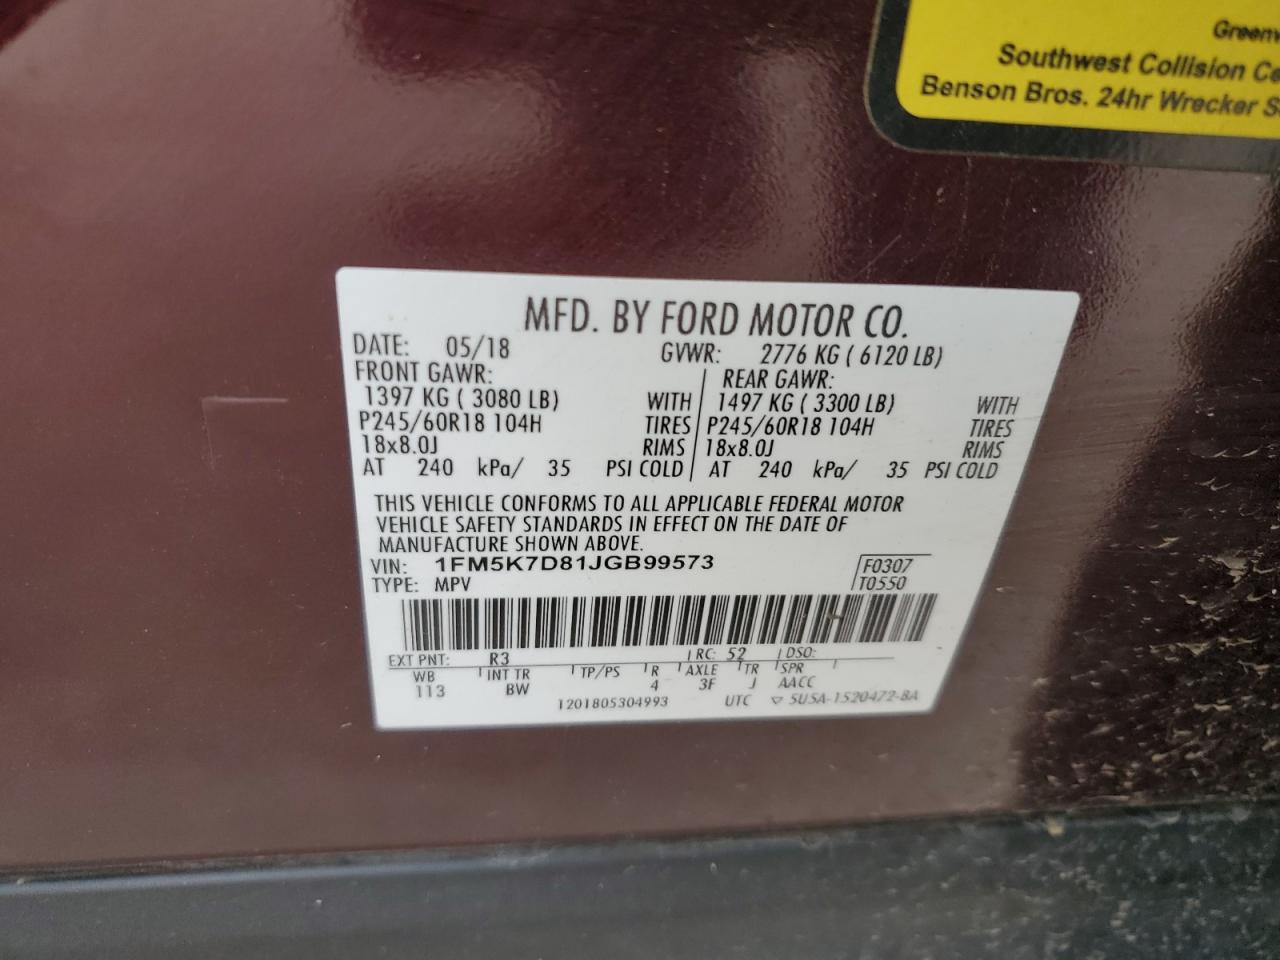 Greenv
Southwest Collision Ce
Benson Bros. 24hr Wrecker S
MFD. BY FORD MOTOR CO.
DATE: 05/18 GVWR: 2776 KG ( 6120 LB)
FRONT GAWR: REAR GAWR:
1397 KG ( 3080 LB) WITH 1497 KG ( 3300 LB) WITH
P245/60R18 104H TIRES P245/60R18 104H TIRES
18x8.0J RIMS 18x8.0J RIMS
AT 240 kPa/ 35 PSI COLD AT 240 kPa/ 35 PSI COLD
THIS VEHICLE CONFORMS TO ALL APPLICABLE FEDERAL MOTOR
VEHICLE SAFETY STANDARDS IN EFFECT ON THE DATE OF
MANUFACTURE SHOWN ABOVE.
VIN: 1FM5K7D81JGB99573 F0307
TYPE: MPV T0550
EXT PNT: R3 RC: 52 DSO:
WB INT TR TP/PS R AXLE TR SPR
113 BW 4 3F J AACC
1201805304993 UTC ▽ 5U5A-1520472-BA